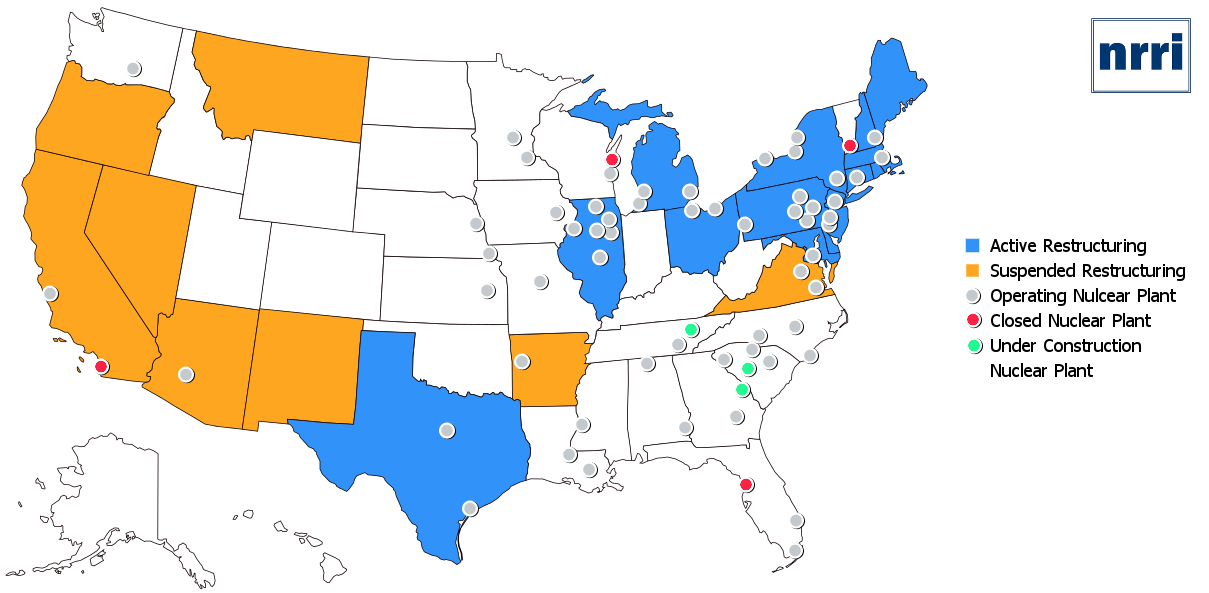 nrri
Active Restructuring
Suspended Restructuring
Operating Nulcear Plant
Closed Nuclear Plant
Under Construction
Nuclear Plant